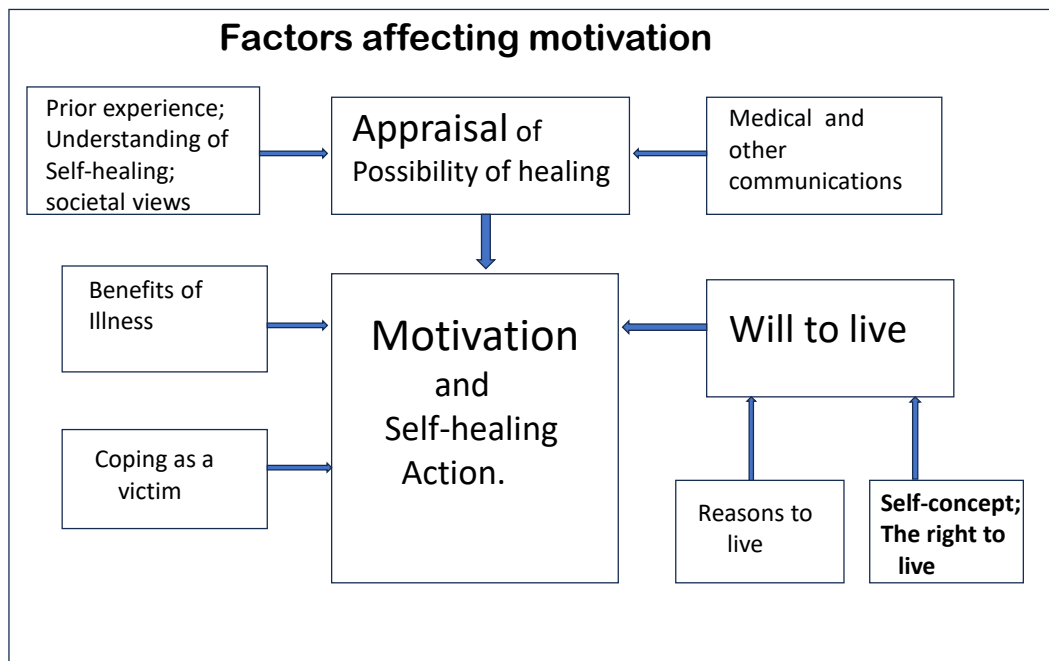 Factors affecting motivation
Prior experience;
Understanding of
Self-healing;
societal views
Appraisal of
Possibility of healing
Medical and
other
communications
Benefits of
Illness
Motivation
and
Self-healing
Action.
Will to live
Coping as a
victim
Reasons to
live
Self-concept;
The right to
live